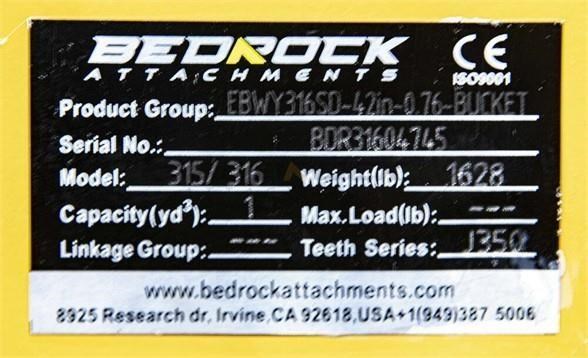 BEDROCK CE
ATTACHMENTS ISO9001
Product Group: EBWY316SD-42in-0.76-BUCKET
Serial No.: BDR31604745
Model: 315/ 316 Weight(lb): 1628
Capacity(yd³): 1 Max.Load(lb): ---
Linkage Group: --- Teeth Series: J350
www.bedrockattachments.com
8925 Research dr, Irvine,CA 92618,USA+1(949)387 5006